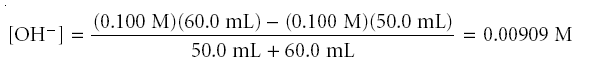 [OH⁻] = (0.100 M)(60.0 mL) − (0.100 M)(50.0 mL) / 50.0 mL + 60.0 mL = 0.00909 M